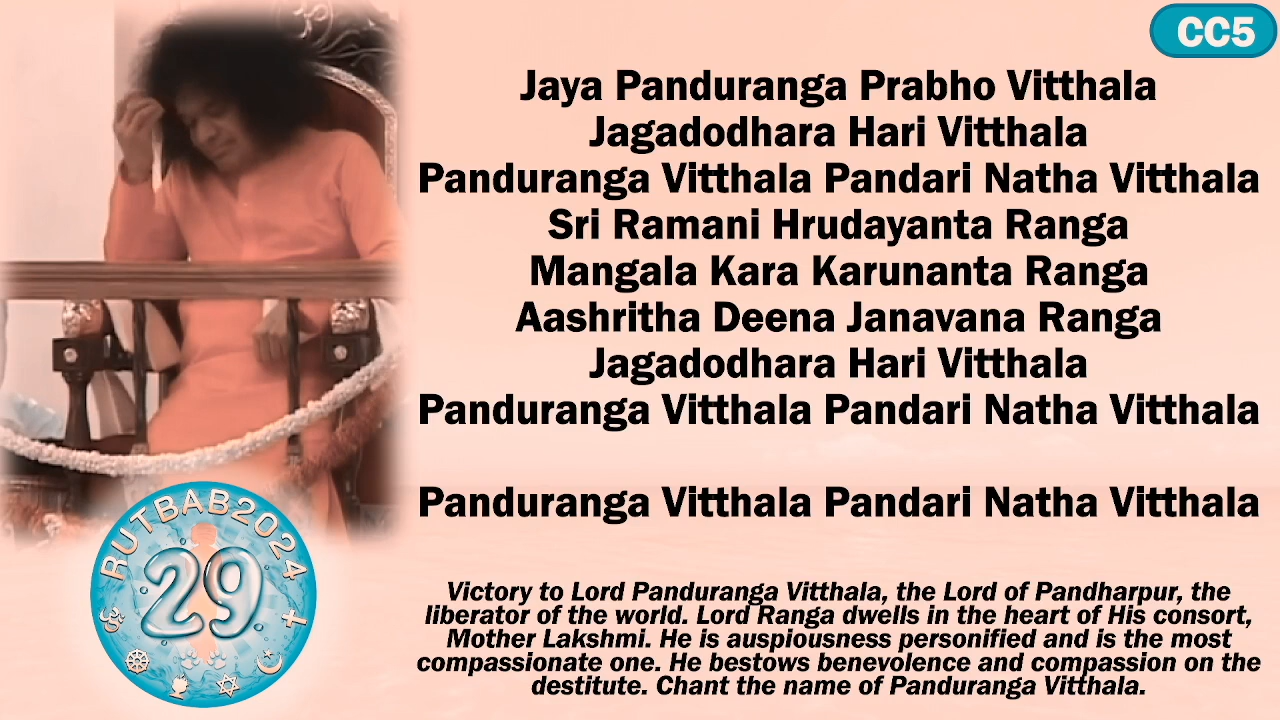 CC5
Jaya Panduranga Prabho Vitthala
Jagadodhara Hari Vitthala
Panduranga Vitthala Pandari Natha Vitthala
Sri Ramani Hrudayanta Ranga
Mangala Kara Karunanta Ranga
Aashritha Deena Janavana Ranga
Jagadodhara Hari Vitthala
Panduranga Vitthala Pandari Natha Vitthala
Panduranga Vitthala Pandari Natha Vitthala
Victory to Lord Panduranga Vitthala, the Lord of Pandharpur, the
liberator of the world. Lord Ranga dwells in the heart of His consort,
Mother Lakshmi. He is auspiousness personified and is the most
compassionate one. He bestows benevolence and compassion on the
destitute. Chant the name of Panduranga Vitthala.
RUTBAB2024
29
ॐ